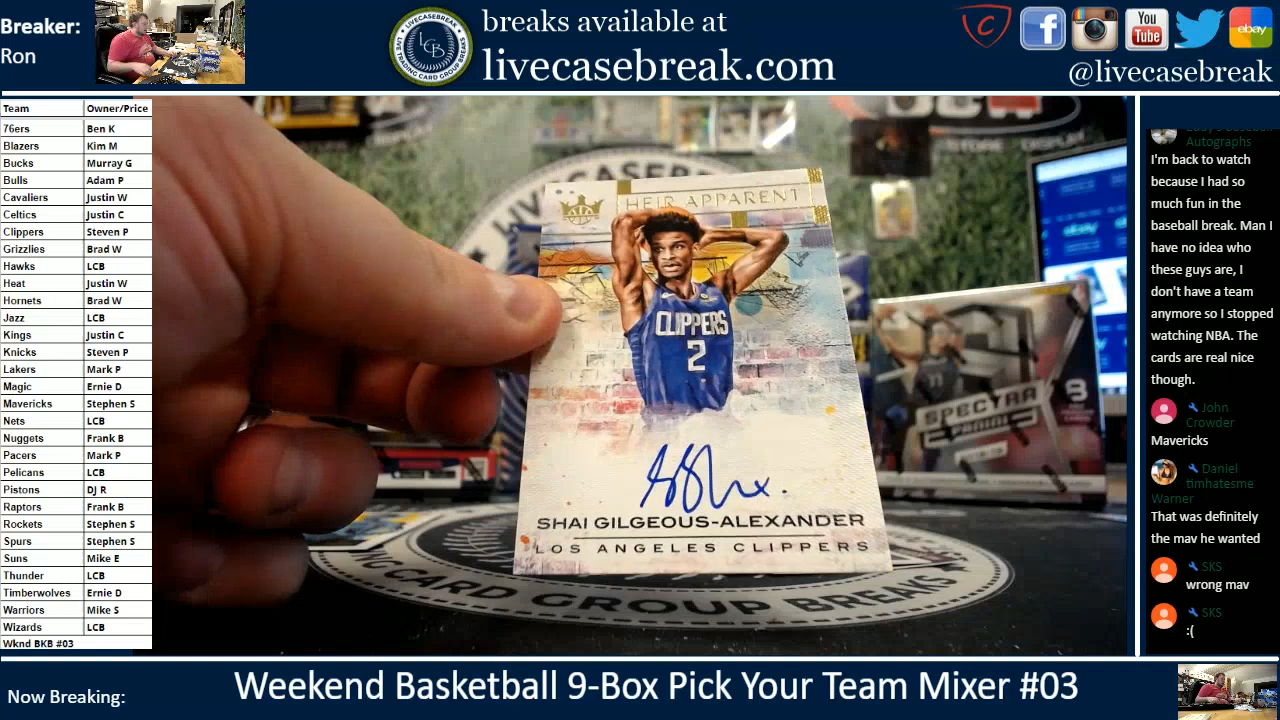 Breaker:
Ron
breaks available at
livecasebreak.com
LCB
You
Tube
ebay
@livecasebreak
Team Owner/Price
76ers Ben K
Blazers Kim M
Bucks Murray G
Bulls Adam P
Cavaliers Justin W
Celtics Justin C
Clippers Steven P
Grizzlies Brad W
Hawks LCB
Heat Justin W
Hornets Brad W
Jazz LCB
Kings Justin C
Knicks Steven P
Lakers Mark P
Magic Ernie D
Mavericks Stephen S
Nets LCB
Nuggets Frank B
Pacers Mark P
Pelicans LCB
Pistons DJ R
Raptors Frank B
Rockets Stephen S
Spurs Stephen S
Suns Mike E
Thunder LCB
Timberwolves Ernie D
Warriors Mike S
Wizards LCB
Wknd BKB #03
HEIR APPARENT
CLIPPERS
2
SHAI GILGEOUS-ALEXANDER
LOS ANGELES CLIPPERS
SPECTRA
PANINI
CARD GROUP BREAKS
Autographs
I'm back to watch
because I had so
much fun in the
baseball break. Man I
have no idea who
these guys are, I
don't have a team
anymore so I stopped
watching NBA. The
cards are real nice
though.
John
Crowder
Mavericks
Daniel
timhatesme
Warner
That was definitely
the mav he wanted
SKS
wrong mav
SKS
:(
Now Breaking:
Weekend Basketball 9-Box Pick Your Team Mixer #03